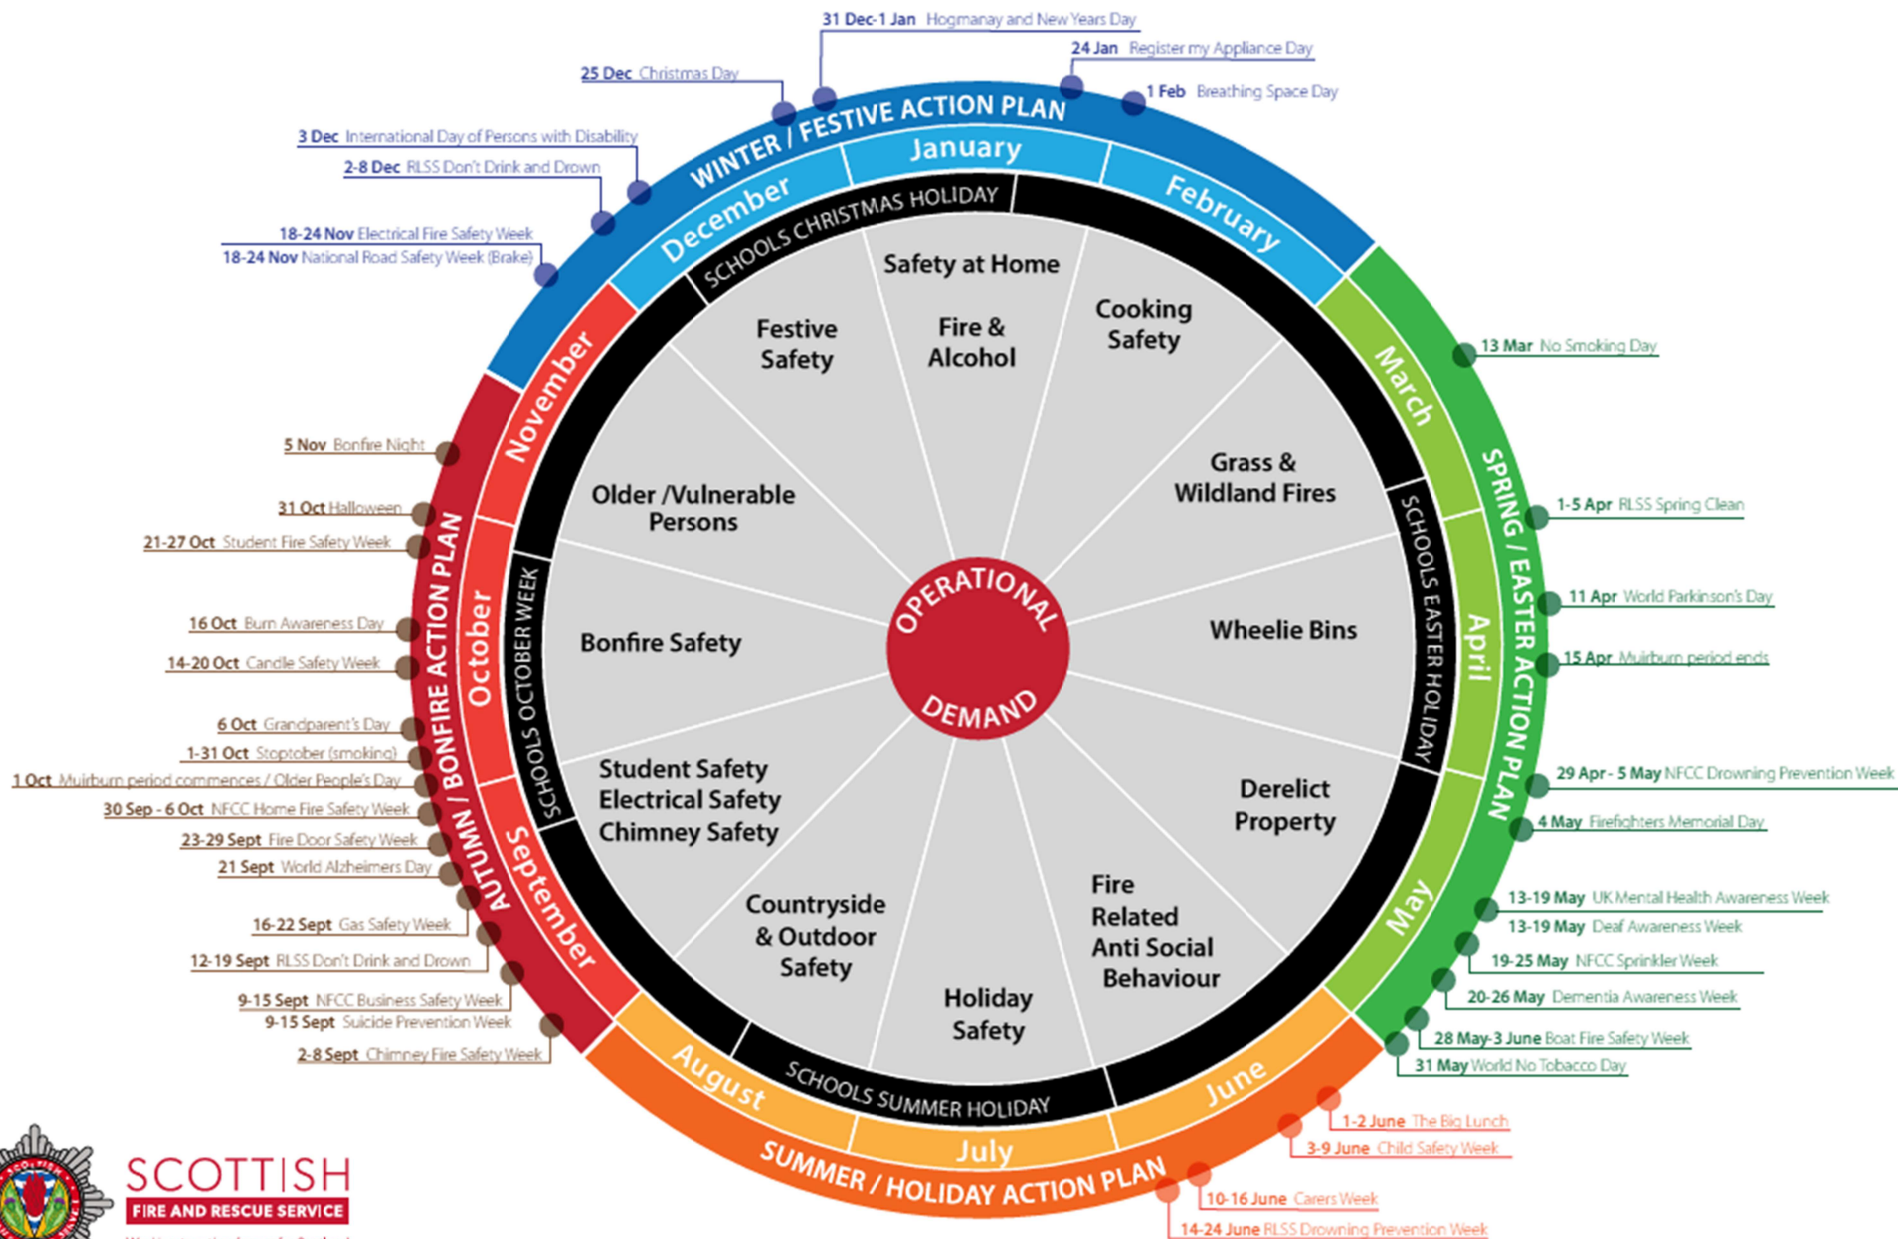 31 Dec-1 Jan Hogmanay and New Years Day
24 Jan Register my Appliance Day
25 Dec Christmas Day
1 Feb Breathing Space Day
3 Dec International Day of Persons with Disability
2-8 Dec RLSS Don't Drink and Drown
18-24 Nov Electrical Fire Safety Week
18-24 Nov National Road Safety Week (Brake)
WINTER / FESTIVE ACTION PLAN
December
January
February
SCHOOLS CHRISTMAS HOLIDAY
13 Mar No Smoking Day
1-5 Apr RLSS Spring Clean
11 Apr World Parkinson's Day
15 Apr Muirburn period ends
29 Apr - 5 May NFCC Drowning Prevention Week
4 May Firefighters Memorial Day
13-19 May UK Mental Health Awareness Week
13-19 May Deaf Awareness Week
19-25 May NFCC Sprinkler Week
20-26 May Dementia Awareness Week
28 May-3 June Boat Fire Safety Week
31 May World No Tobacco Day
SPRING / EASTER ACTION PLAN
March
April
May
SCHOOLS EASTER HOLIDAY
1-2 June The Big Lunch
3-9 June Child Safety Week
10-16 June Carers Week
14-24 June RLSS Drowning Prevention Week
SUMMER / HOLIDAY ACTION PLAN
June
July
August
SCHOOLS SUMMER HOLIDAY
5 Nov Bonfire Night
31 Oct Halloween
21-27 Oct Student Fire Safety Week
16 Oct Burn Awareness Day
14-20 Oct Candle Safety Week
6 Oct Grandparent's Day
1-31 Oct Stoptober (smoking)
1 Oct Muirburn period commences / Older People's Day
30 Sep - 6 Oct NFCC Home Fire Safety Week
23-29 Sept Fire Door Safety Week
21 Sept World Alzheimers Day
16-22 Sept Gas Safety Week
12-19 Sept RLSS Don't Drink and Drown
9-15 Sept NFCC Business Safety Week
9-15 Sept Suicide Prevention Week
2-8 Sept Chimney Fire Safety Week
AUTUMN / BONFIRE ACTION PLAN
November
October
September
SCHOOLS OCTOBER WEEK
Safety at Home
Fire &
Alcohol
Cooking
Safety
Grass &
Wildland Fires
Wheelie Bins
Derelict
Property
Fire
Related
Anti Social
Behaviour
Holiday
Safety
Countryside
& Outdoor
Safety
Student Safety
Electrical Safety
Chimney Safety
Bonfire Safety
Older /Vulnerable
Persons
Festive
Safety
OPERATIONAL
DEMAND
SCOTTISH
FIRE AND RESCUE SERVICE